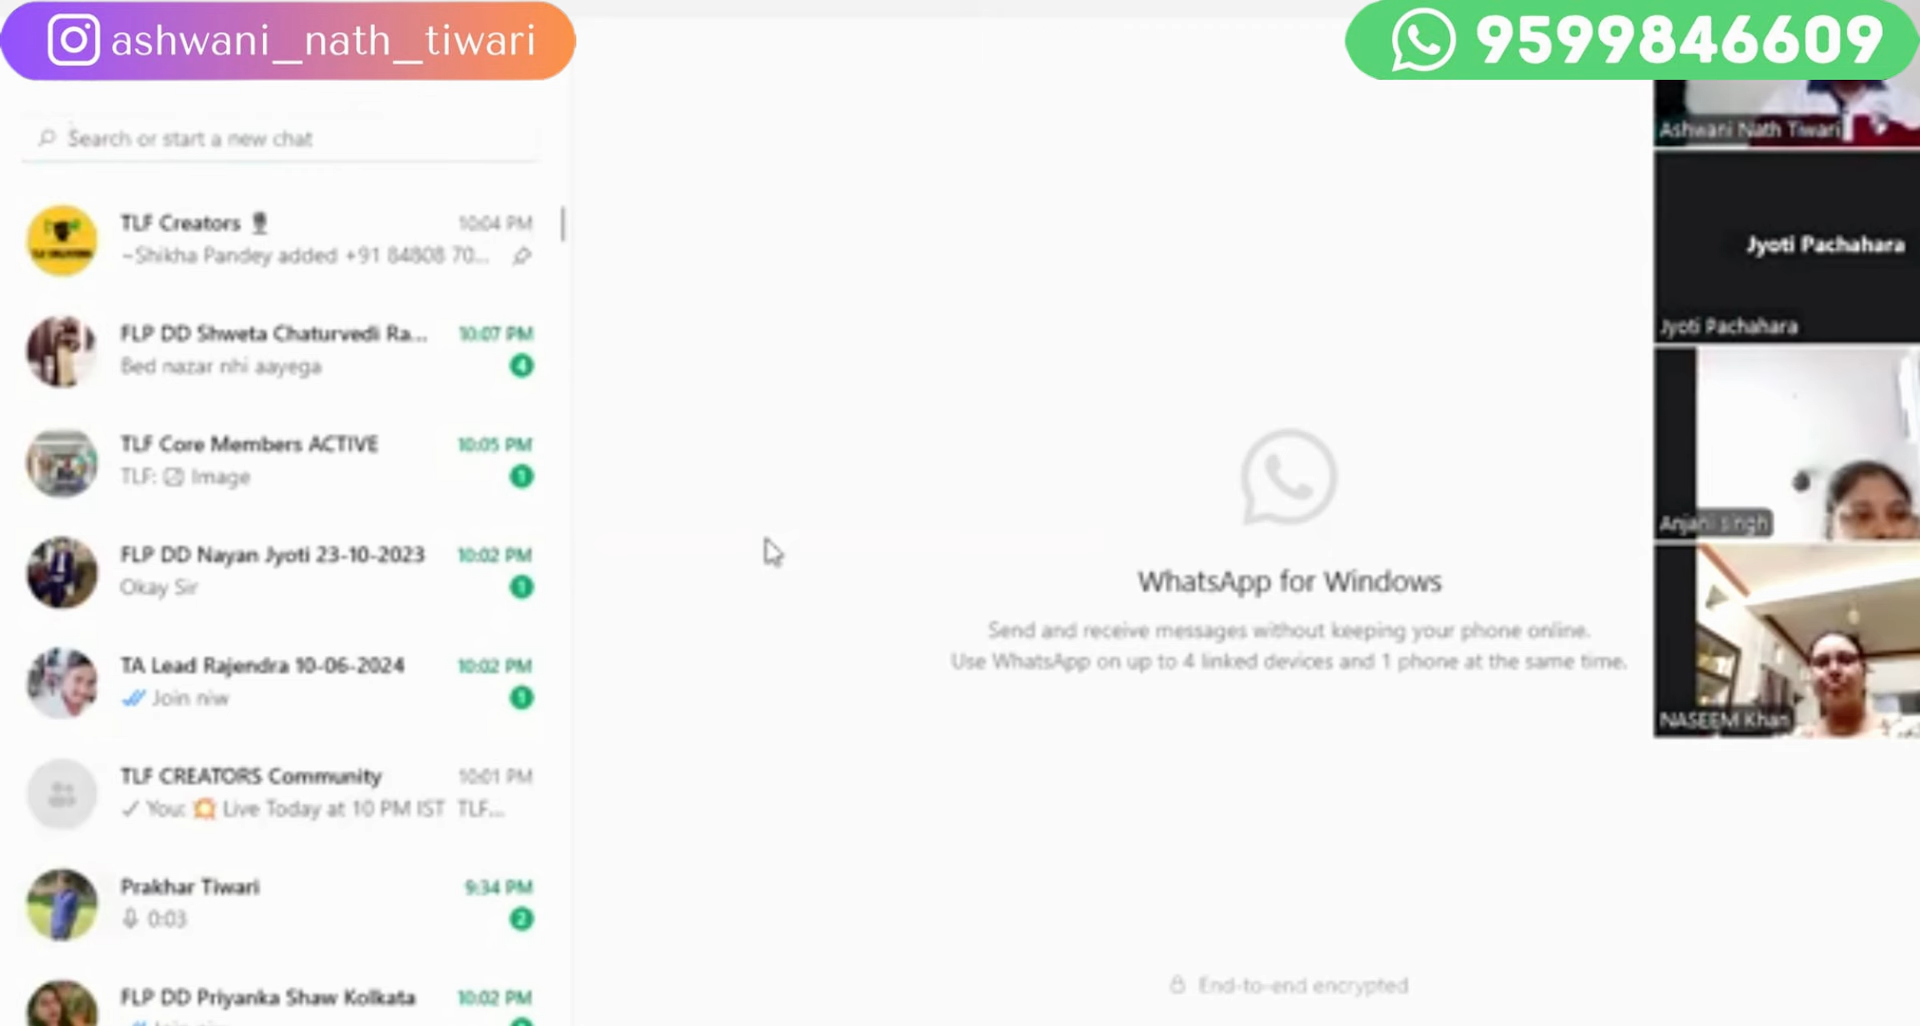 ashwani_nath_tiwari
9599846609
Search or start a new chat
TLF Creators 10:04 PM
~Shikha Pandey added +91 84808 70...
FLP DD Shweta Chaturvedi Ra... 10:07 PM
Bed nazar nhi aayega 4
TLF Core Members ACTIVE 10:05 PM
TLF: Image 1
FLP DD Nayan Jyoti 23-10-2023 10:02 PM
Okay Sir 1
TA Lead Rajendra 10-06-2024 10:02 PM
Join niw 1
TLF CREATORS Community 10:01 PM
You: 💥 Live Today at 10 PM IST TLF...
Prakhar Tiwari 9:34 PM
0:03 2
FLP DD Priyanka Shaw Kolkata 10:02 PM
WhatsApp for Windows
Send and receive messages without keeping your phone online.
Use WhatsApp on up to 4 linked devices and 1 phone at the same time.
End-to-end encrypted
Ashwani Nath Tiwari
Jyoti Pachahara
Jyoti Pachahara
Anjani singh
NASEEM Khan